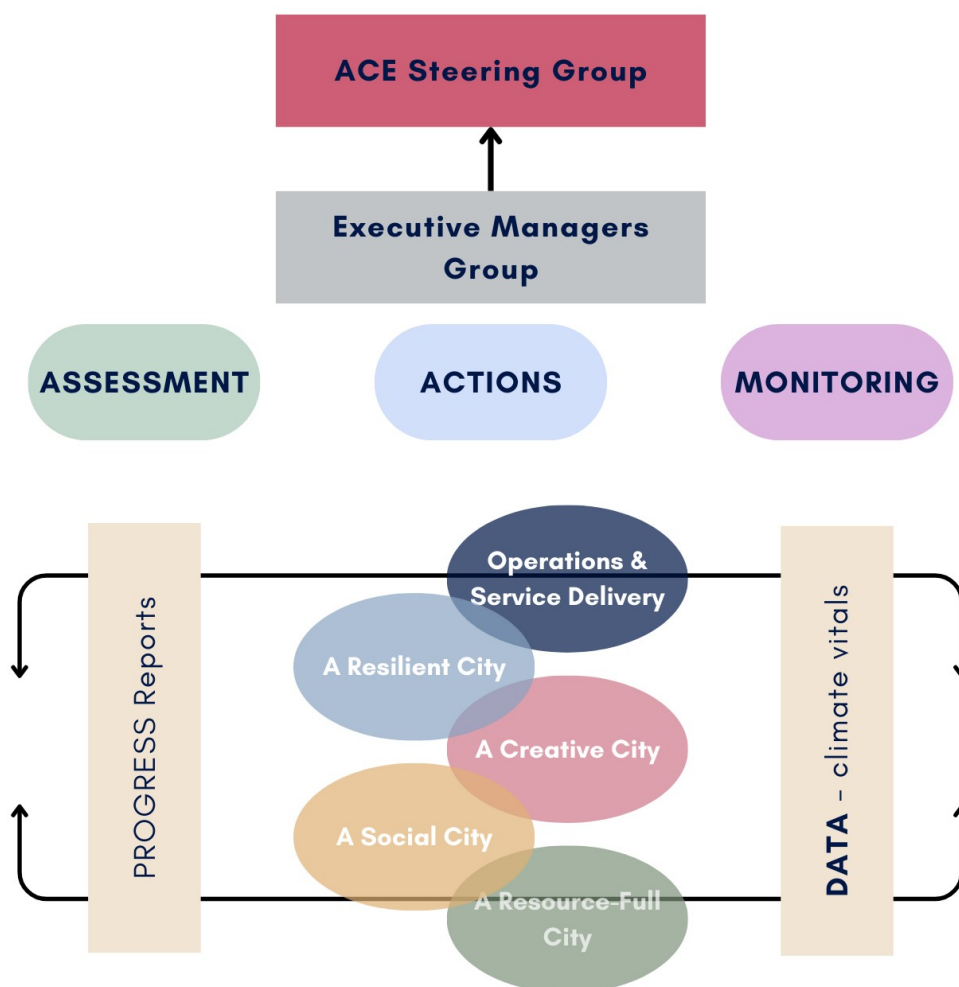 ACE Steering Group
Executive Managers
Group
ASSESSMENT
ACTIONS
MONITORING
PROGRESS Reports
Operations &
Service Delivery
A Resilient City
A Creative City
A Social City
A Resource-Full
City
DATA - climate vitals